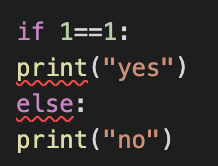 if 1==1:
print("yes")
else:
print("no")